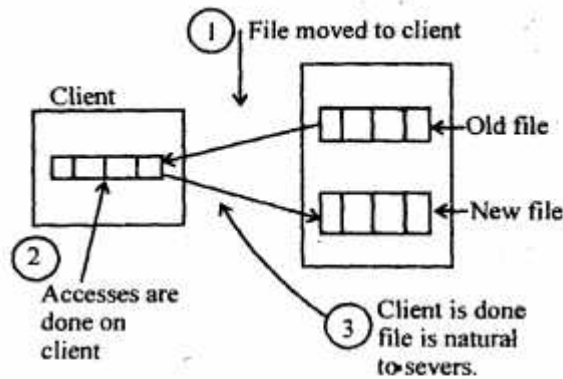 1 File moved to client
Client
Old file
New file
2
Accesses are
done on
client
3 Client is done
file is natural
to severs.